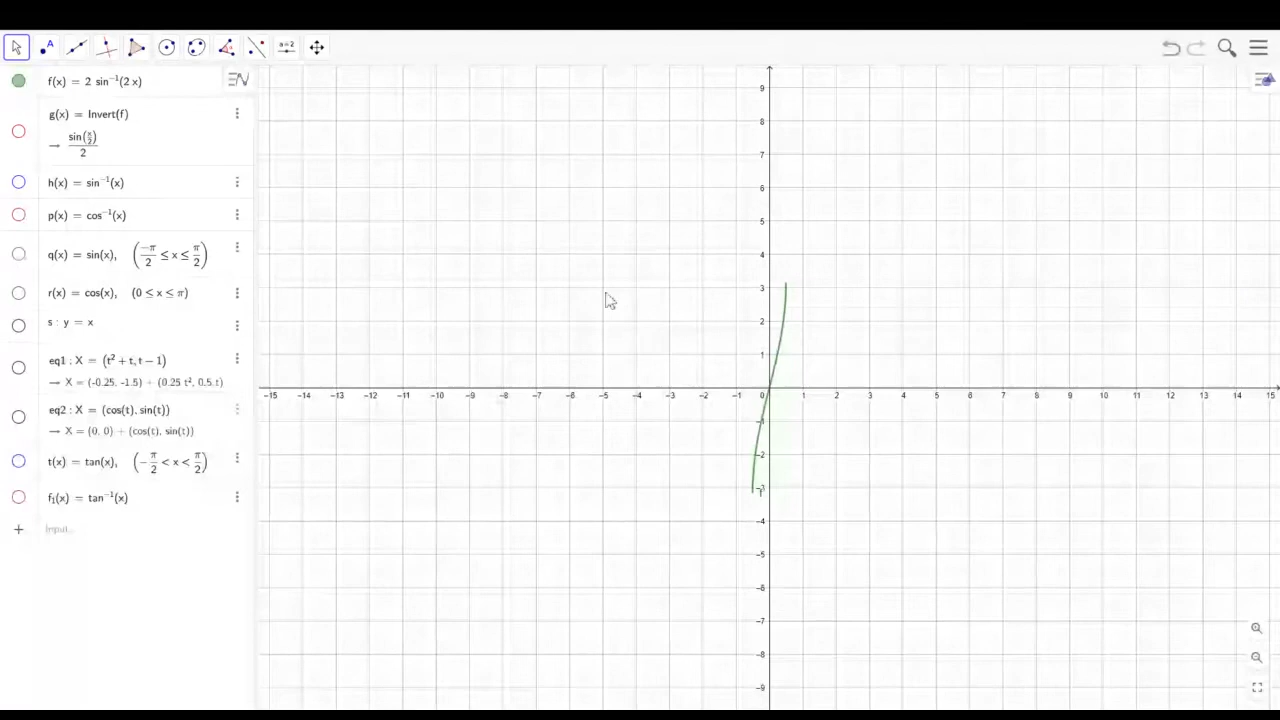 a=2
f(x) = 2 sin⁻¹(2 x)
g(x) = Invert(f)
→ sin(x/2)/2
h(x) = sin⁻¹(x)
p(x) = cos⁻¹(x)
q(x) = sin(x), (−π/2 ≤ x ≤ π/2)
r(x) = cos(x), (0 ≤ x ≤ π)
s : y = x
eq1 : X = (t² + t, t − 1)
→ X = (-0.25, -1.5) + (0.25 t², 0.5 t)
eq2 : X = (cos(t), sin(t))
→ X = (0, 0) + (cos(t), sin(t))
t(x) = tan(x), (−π/2 < x < π/2)
f₁(x) = tan⁻¹(x)
+ Input...
9
8
7
6
5
4
3
2
1
−15 −14 −13 −12 −11 −10 −9 −8 −7 −6 −5 −4 −3 −2 −1 0 1 2 3 4 5 6 7 8 9 10 11 12 13 14 15
−1
−2
−3
f
−4
−5
−6
−7
−8
−9